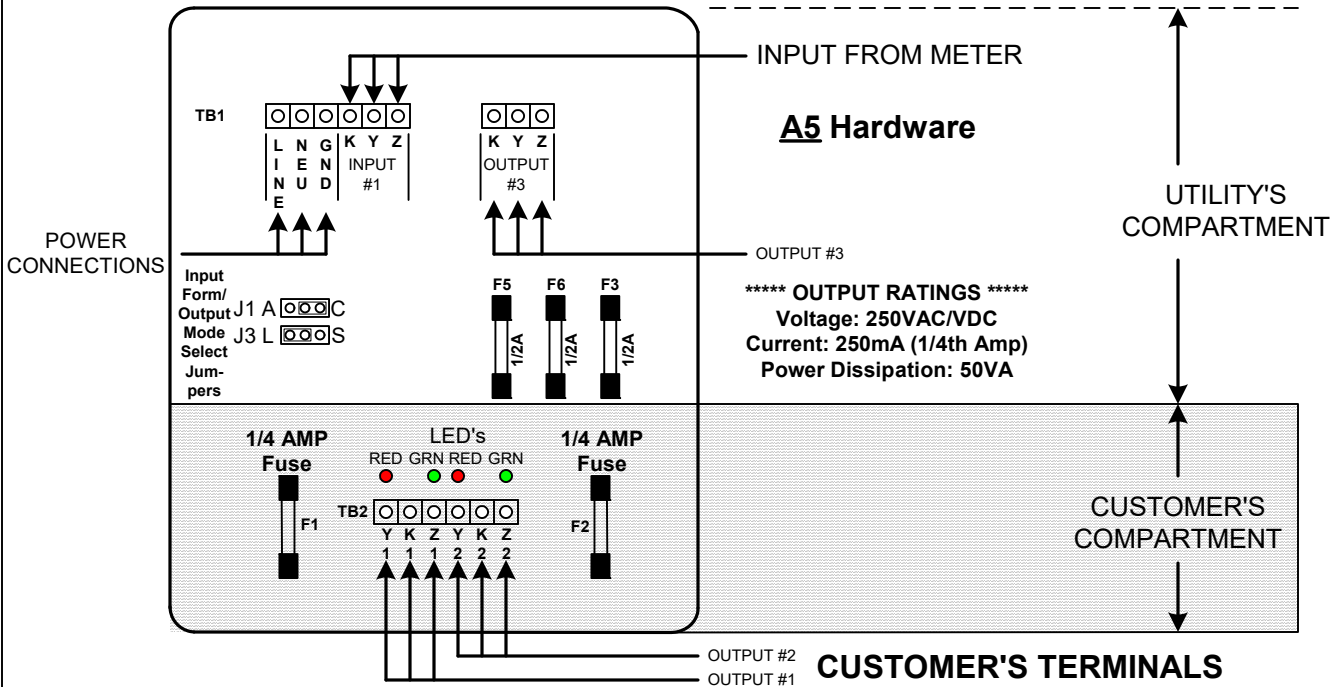 INPUT FROM METER
TB1
A5 Hardware
LINE NEU GND K Y Z
INPUT
#1
K Y Z
OUTPUT
#3
UTILITY'S
COMPARTMENT
POWER
CONNECTIONS
OUTPUT #3
Input
Form/
Output
Mode
Select
Jum-
pers
J1 A C
J3 L S
F5 F6 F3
1/2A 1/2A 1/2A
***** OUTPUT RATINGS *****
Voltage: 250VAC/VDC
Current: 250mA (1/4th Amp)
Power Dissipation: 50VA
1/4 AMP
Fuse
F1
LED's
RED GRN RED GRN
TB2
Y K Z Y K Z
1 1 1 2 2 2
1/4 AMP
Fuse
F2
CUSTOMER'S
COMPARTMENT
OUTPUT #2
OUTPUT #1
CUSTOMER'S TERMINALS